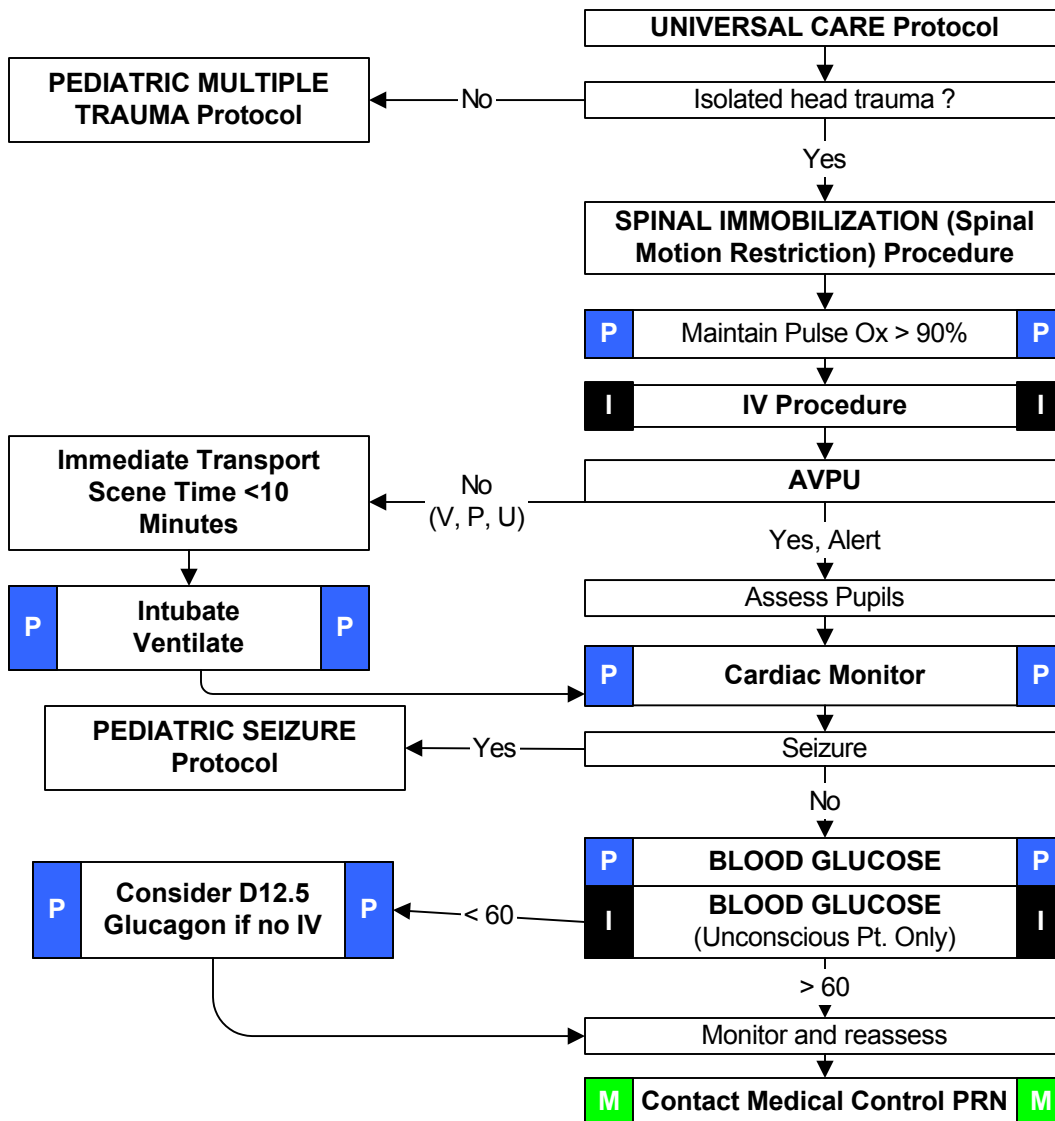 UNIVERSAL CARE Protocol
PEDIATRIC MULTIPLE
TRAUMA Protocol
No
Isolated head trauma ?
Yes
SPINAL IMMOBILIZATION (Spinal
Motion Restriction) Procedure
P Maintain Pulse Ox > 90% P
I IV Procedure I
Immediate Transport
Scene Time <10
Minutes
No
(V, P, U)
AVPU
Yes, Alert
Assess Pupils
P Intubate P
Ventilate
P Cardiac Monitor P
PEDIATRIC SEIZURE
Protocol
Yes
Seizure
No
P BLOOD GLUCOSE P
P Consider D12.5 P
Glucagon if no IV
< 60
I BLOOD GLUCOSE I
(Unconscious Pt. Only)
> 60
Monitor and reassess
M Contact Medical Control PRN M